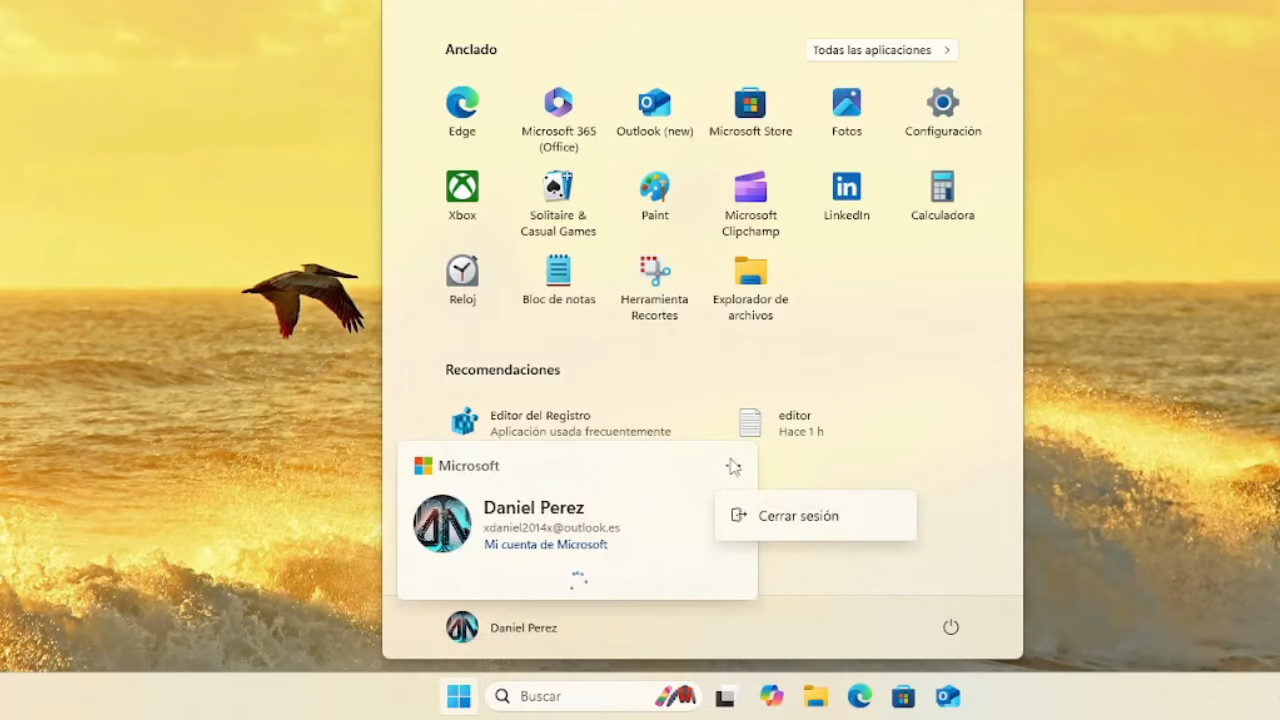 Anclado
Todas las aplicaciones
Edge
Microsoft 365
(Office)
Outlook (new)
Microsoft Store
Fotos
Configuración
Xbox
Solitaire &
Casual Games
Paint
Microsoft
Clipchamp
LinkedIn
Calculadora
Reloj
Bloc de notas
Herramienta
Recortes
Explorador de
archivos
Recomendaciones
Editor del Registro
Aplicación usada frecuentemente
editor
Hace 1 h
Microsoft
Daniel Perez
xdaniel2014x@outlook.es
Mi cuenta de Microsoft
Cerrar sesión
Daniel Perez
Buscar